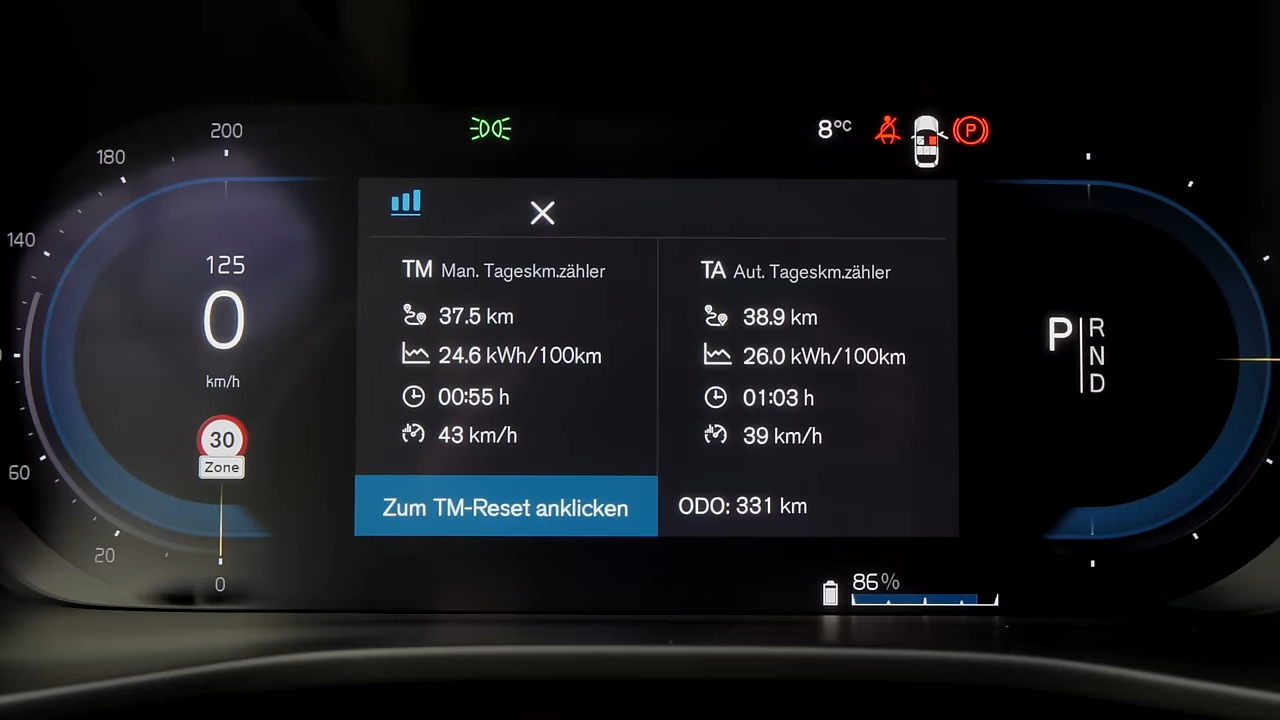 200
180
140
60
20
0
125
0
km/h
30
Zone
8°C
P
TM Man. Tageskm.zähler
37.5 km
24.6 kWh/100km
00:55 h
43 km/h
Zum TM-Reset anklicken
TA Aut. Tageskm.zähler
38.9 km
26.0 kWh/100km
01:03 h
39 km/h
ODO: 331 km
P
R
N
D
86%